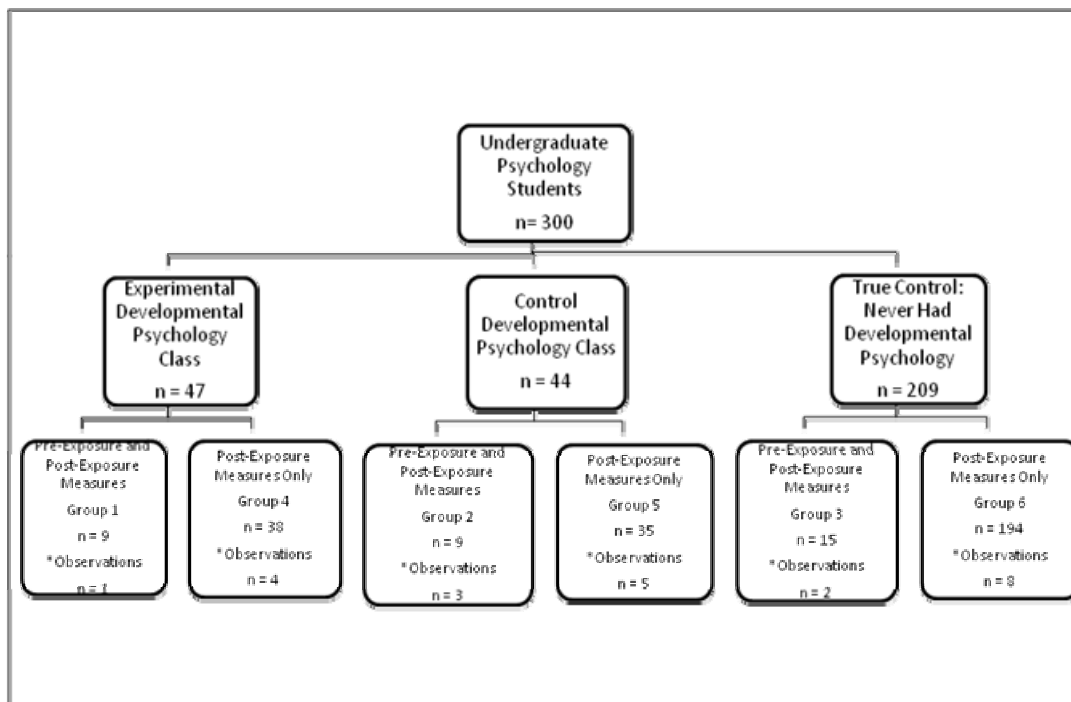 Undergraduate
Psychology
Students
n= 300
Experimental
Developmental
Psychology
Class
n = 47
Control
Developmental
Psychology Class
n = 44
True Control:
Never Had
Developmental
Psychology
n = 209
Pre-Exposure and
Post-Exposure
Measures
Group 1
n = 9
*Observations
n = 1
Post-Exposure
Measures Only
Group 4
n = 38
*Observations
n = 4
Pre-Exposure and
Post-Exposure
Measures
Group 2
n = 9
*Observations
n = 3
Post-Exposure
Measures Only
Group 5
n = 35
*Observations
n = 5
Pre-Exposure and
Post-Exposure
Measures
Group 3
n = 15
*Observations
n = 2
Post-Exposure
Measures Only
Group 6
n = 194
*Observations
n = 8